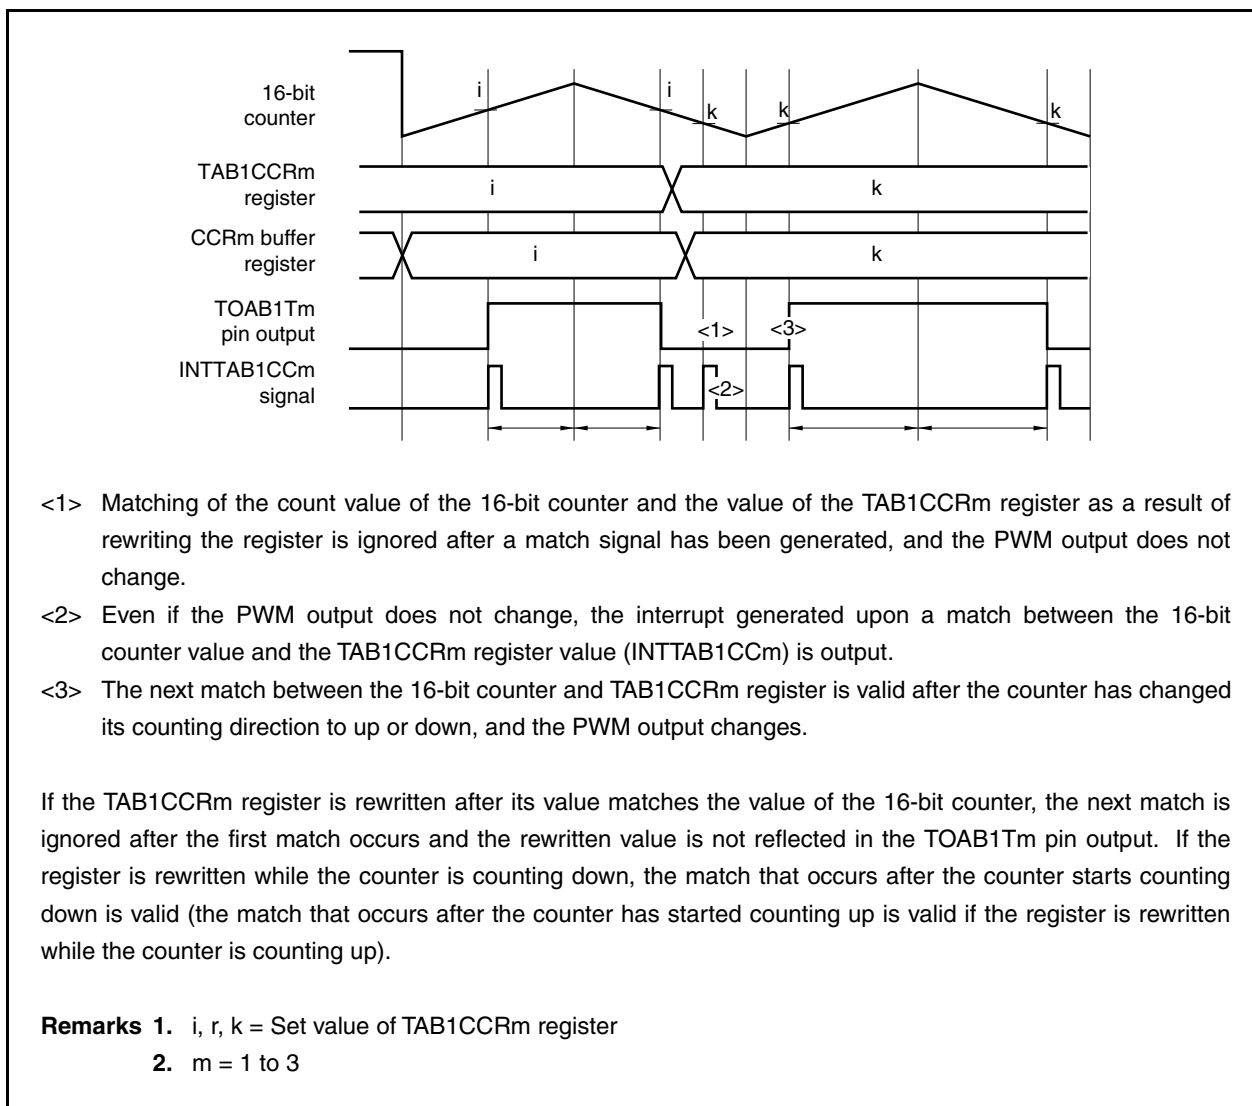 16-bit
counter
i
i
k
k
k
TAB1CCRm
register
i
k
CCRm buffer
register
i
k
TOAB1Tm
pin output
<1>
<3>
INTTAB1CCm
signal
<2>
<1> Matching of the count value of the 16-bit counter and the value of the TAB1CCRm register as a result of
rewriting the register is ignored after a match signal has been generated, and the PWM output does not
change.
<2> Even if the PWM output does not change, the interrupt generated upon a match between the 16-bit
counter value and the TAB1CCRm register value (INTTAB1CCm) is output.
<3> The next match between the 16-bit counter and TAB1CCRm register is valid after the counter has changed
its counting direction to up or down, and the PWM output changes.
If the TAB1CCRm register is rewritten after its value matches the value of the 16-bit counter, the next match is
ignored after the first match occurs and the rewritten value is not reflected in the TOAB1Tm pin output. If the
register is rewritten while the counter is counting down, the match that occurs after the counter starts counting
down is valid (the match that occurs after the counter has started counting up is valid if the register is rewritten
while the counter is counting up).
Remarks 1. i, r, k = Set value of TAB1CCRm register
2. m = 1 to 3